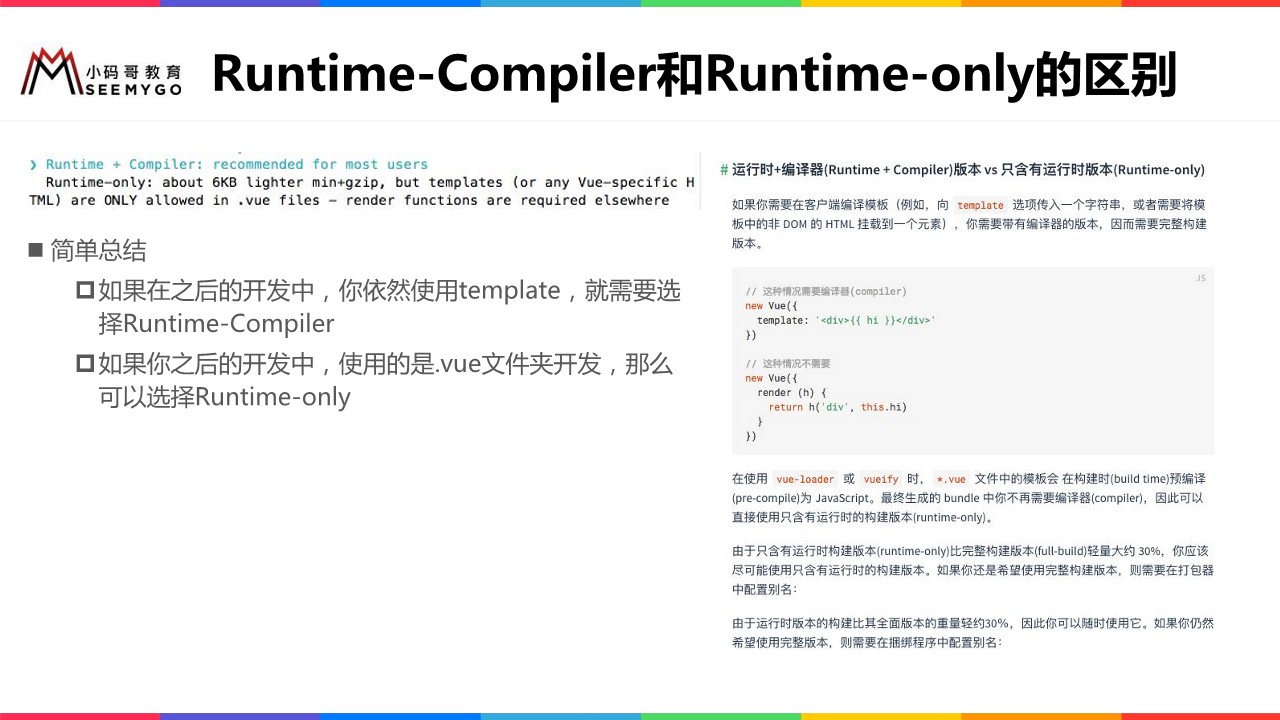 小码哥教育
SEEMYGO
Runtime-Compiler和Runtime-only的区别
❯ Runtime + Compiler: recommended for most users
Runtime-only: about 6KB lighter min+gzip, but templates (or any Vue-specific H
TML) are ONLY allowed in .vue files – render functions are required elsewhere
简单总结
如果在之后的开发中，你依然使用template，就需要选
择Runtime-Compiler
如果你之后的开发中，使用的是.vue文件夹开发，那么
可以选择Runtime-only
# 运行时+编译器(Runtime + Compiler)版本 vs 只含有运行时版本(Runtime-only)
如果你需要在客户端编译模板（例如，向 template 选项传入一个字符串，或者需要将模
板中的非 DOM 的 HTML 挂载到一个元素），你需要带有编译器的版本，因而需要完整构建
版本。
JS
// 这种情况需要编译器(compiler)
new Vue({
  template: '<div>{{ hi }}</div>'
})
// 这种情况不需要
new Vue({
  render (h) {
    return h('div', this.hi)
  }
})
在使用 vue-loader 或 vueify 时， *.vue 文件中的模板会 在构建时(build time)预编译
(pre-compile)为 JavaScript。最终生成的 bundle 中你不再需要编译器(compiler)，因此可以
直接使用只含有运行时的构建版本(runtime-only)。
由于只含有运行时构建版本(runtime-only)比完整构建版本(full-build)轻量大约 30%，你应该
尽可能使用只含有运行时的构建版本。如果你还是希望使用完整构建版本，则需要在打包器
中配置别名：
由于运行时版本的构建比其全面版本的重量轻约30％，因此你可以随时使用它。如果你仍然
希望使用完整版本，则需要在捆绑程序中配置别名：